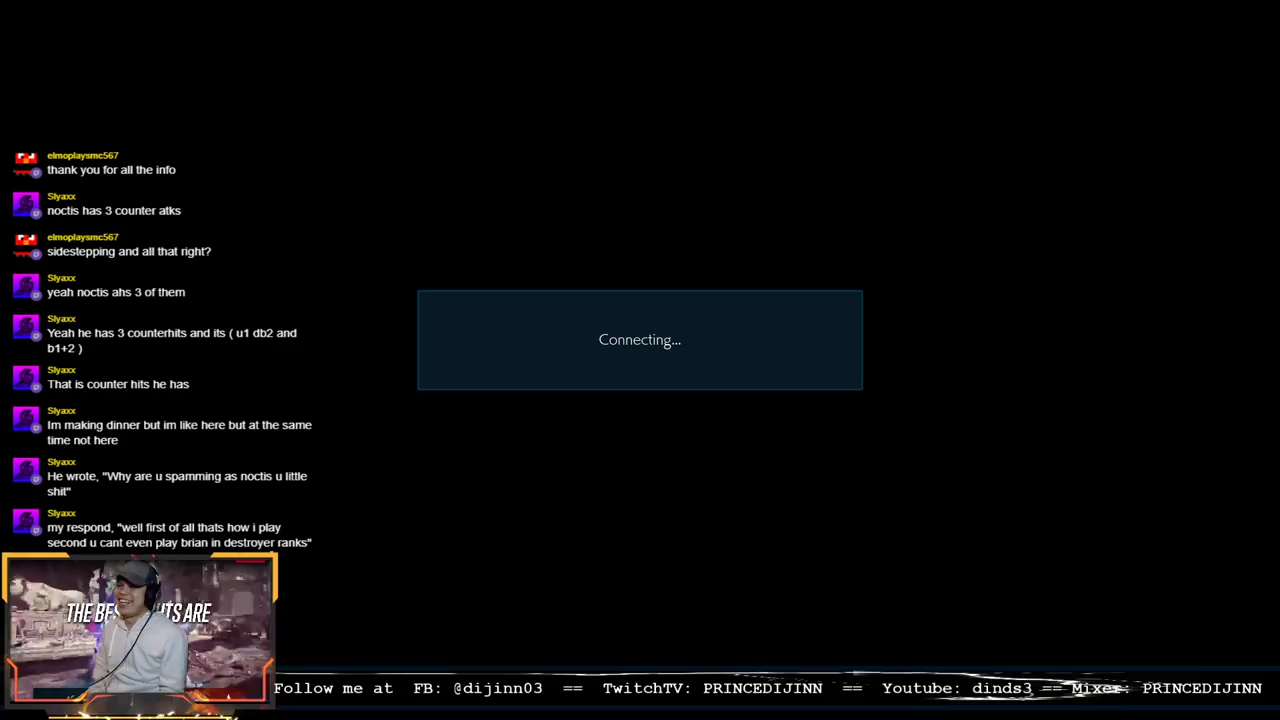 elmoplaysmc567
thank you for all the info
Slyaxx
noctis has 3 counter atks
elmoplaysmc567
sidestepping and all that right?
Slyaxx
yeah noctis ahs 3 of them
Slyaxx
Yeah he has 3 counterhits and its ( u1 db2 and
b1+2 )
Slyaxx
That is counter hits he has
Slyaxx
Im making dinner but im like here but at the same
time not here
Slyaxx
He wrote, "Why are u spamming as noctis u little
shit"
Slyaxx
my respond, "well first of all thats how i play
second u cant even play brian in destroyer ranks"
Connecting...
THE ARE
Follow me at FB: @dijinn03 == TwitchTV: PRINCEDIJINN == Youtube: dinds3 == Mixer: PRINCEDIJINN